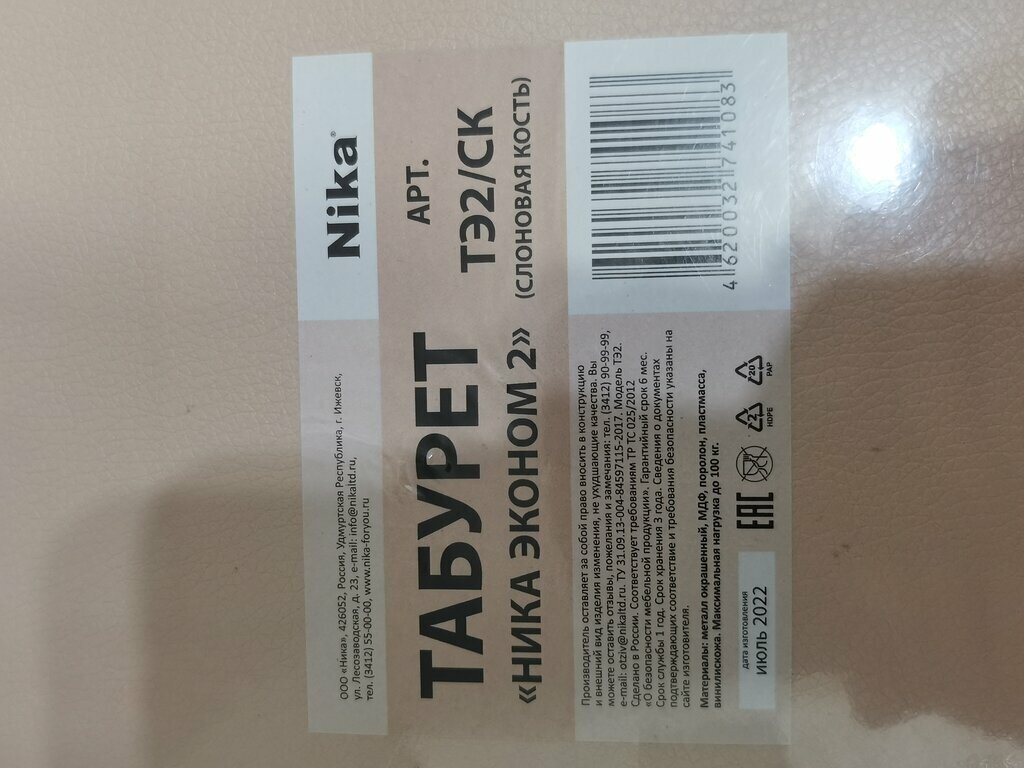 ООО «Ника», 426052, Россия, Удмуртская Республика, г. Ижевск,
ул. Лесозаводская, д. 23, e-mail: info@nikaltd.ru,
тел. (3412) 55-00-00, www.nika-foryou.ru
Nika®
ТАБУРЕТ
«НИКА ЭКОНОМ 2»
АРТ.
ТЭ2/СК
(СЛОНОВАЯ КОСТЬ)
Производитель оставляет за собой право вносить в конструкцию
и внешний вид изделия изменения, не ухудшающие качества. Вы
можете оставить отзывы, пожелания и замечания: тел. (3412) 90-99-99,
e-mail: otziv@nikaltd.ru. ТУ 31.09.13-004-84597115-2017. Модель ТЭ2.
Сделано в России. Соответствует требованиям ТР ТС 025/2012
«О безопасности мебельной продукции». Гарантийный срок 6 мес.
Срок службы 1 год. Срок хранения 3 года. Сведения о документах
подтверждающих соответствие и требования безопасности указаны на
сайте изготовителя.
Материалы: металл окрашенный, МДФ, поролон, пластмасса,
винилискожа. Максимальная нагрузка до 100 кг.
дата изготовления
ИЮЛЬ 2022
EAC
2
HDPE
20
PAP
4620032741083